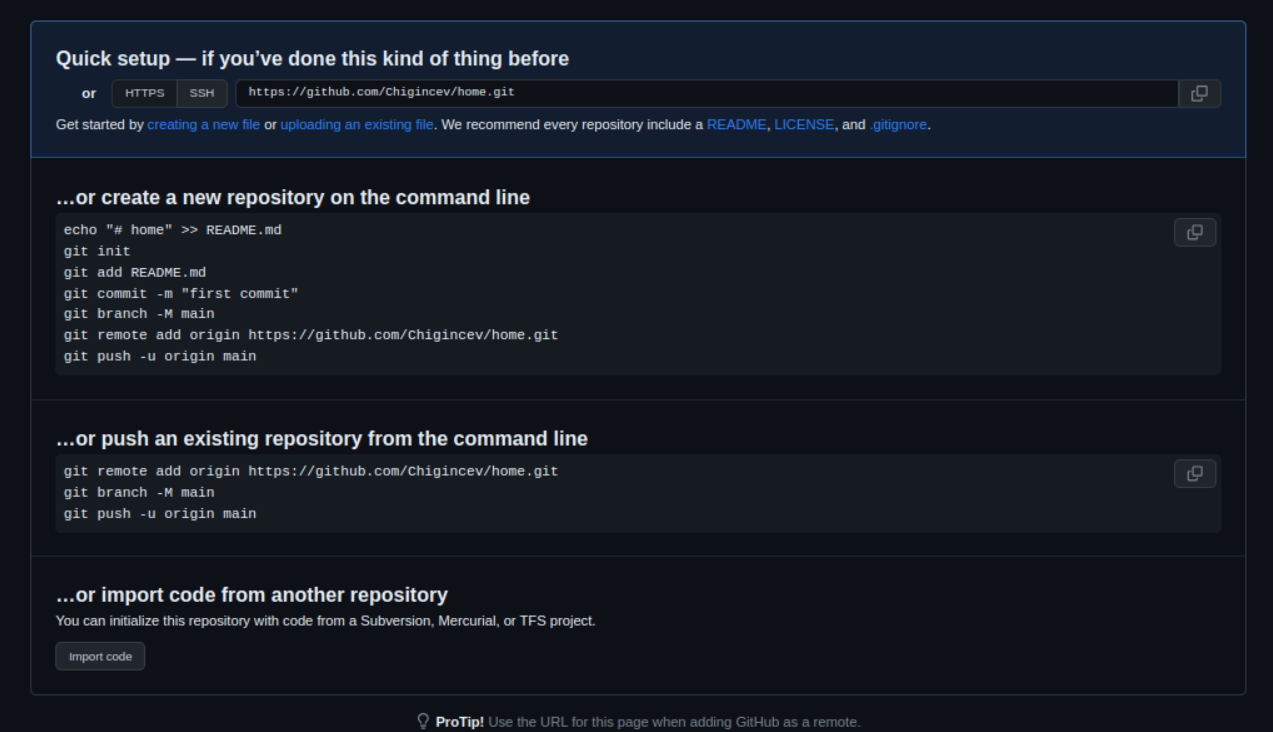 Quick setup — if you’ve done this kind of thing before
or HTTPS SSH https://github.com/Chigincev/home.git
Get started by creating a new file or uploading an existing file. We recommend every repository include a README, LICENSE, and .gitignore.
…or create a new repository on the command line
echo "# home" >> README.md
git init
git add README.md
git commit -m "first commit"
git branch -M main
git remote add origin https://github.com/Chigincev/home.git
git push -u origin main
…or push an existing repository from the command line
git remote add origin https://github.com/Chigincev/home.git
git branch -M main
git push -u origin main
…or import code from another repository
You can initialize this repository with code from a Subversion, Mercurial, or TFS project.
Import code
ProTip! Use the URL for this page when adding GitHub as a remote.